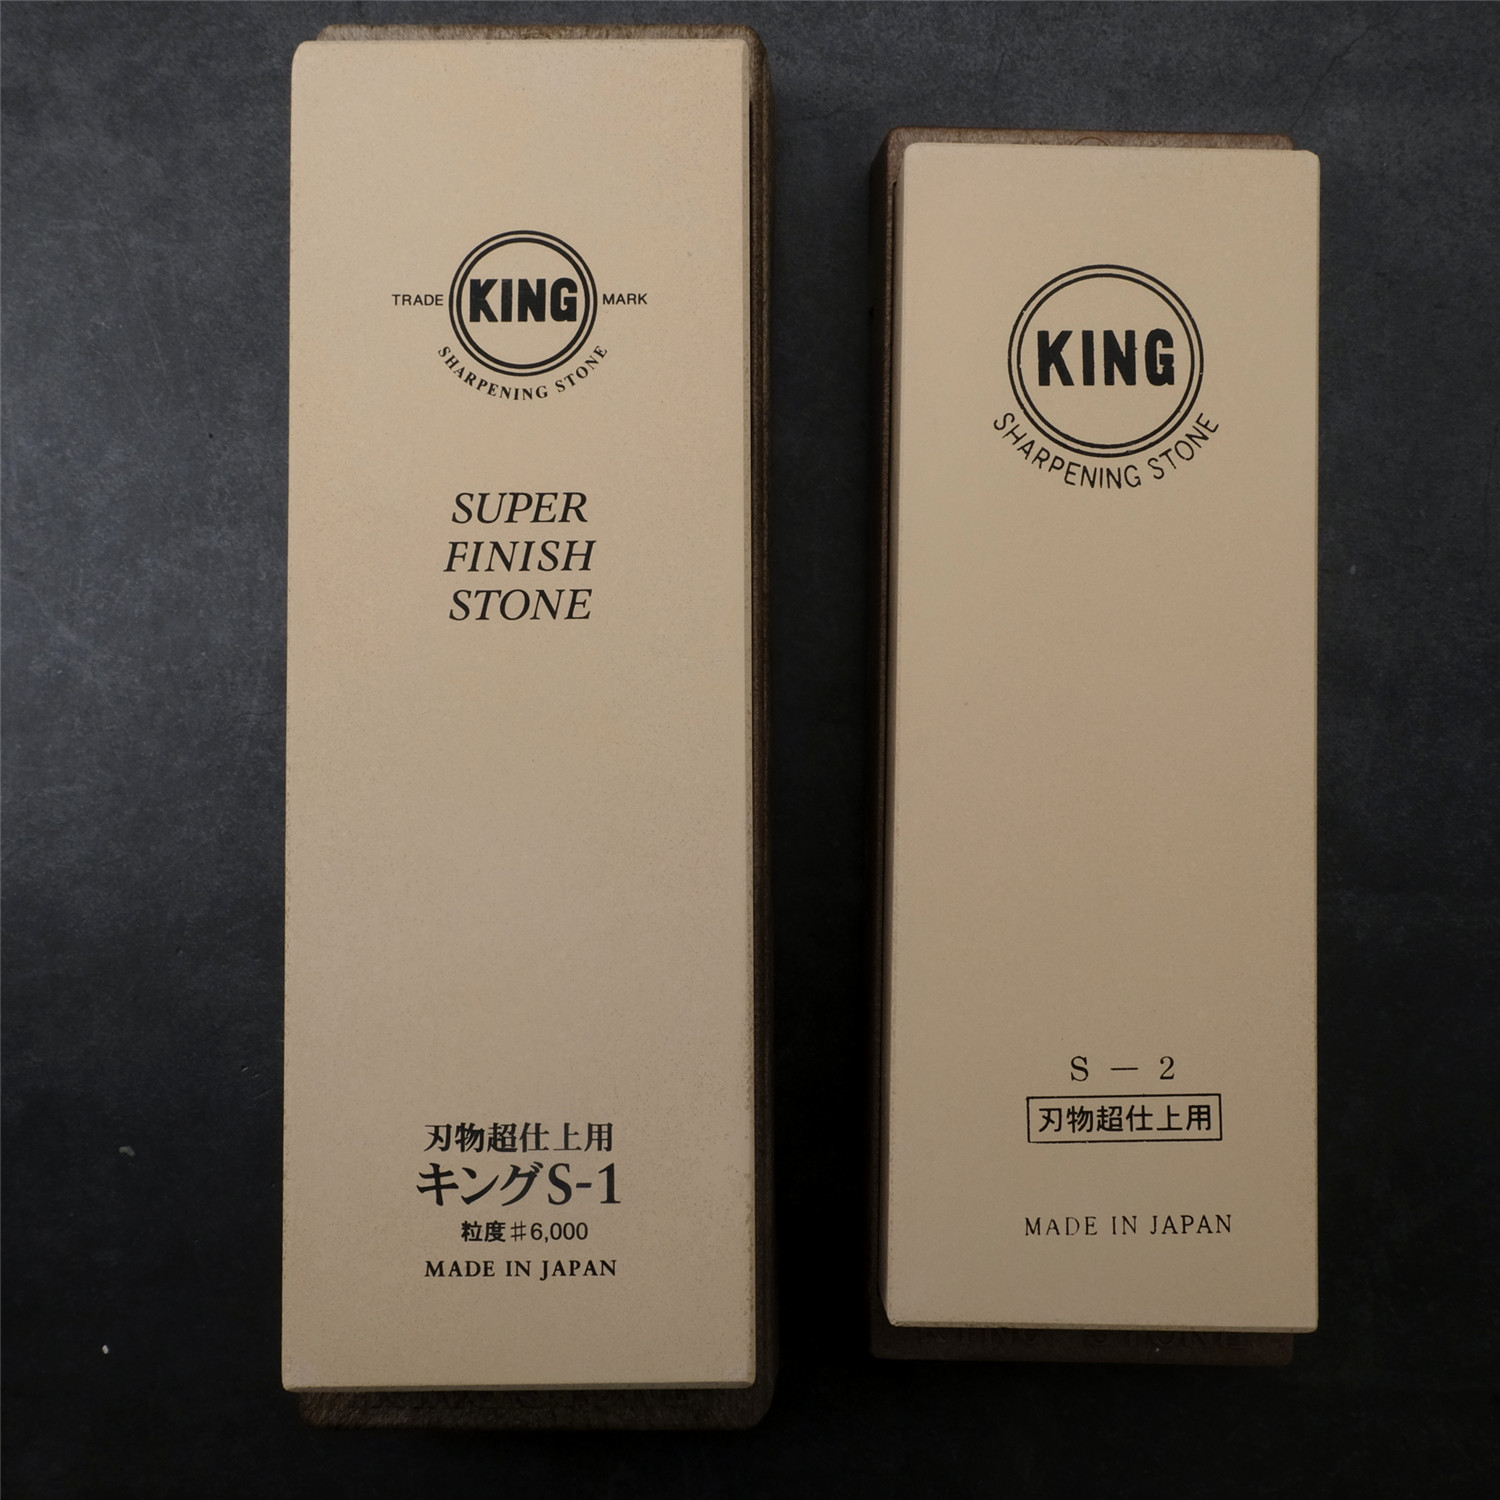 TRADE KING MARK
SHARPENING STONE
SUPER
FINISH
STONE
刃物超仕上用
キングS-1
粒度#6,000
MADE IN JAPAN
KING
SHARPENING STONE
S － 2
刃物超仕上用
MADE IN JAPAN